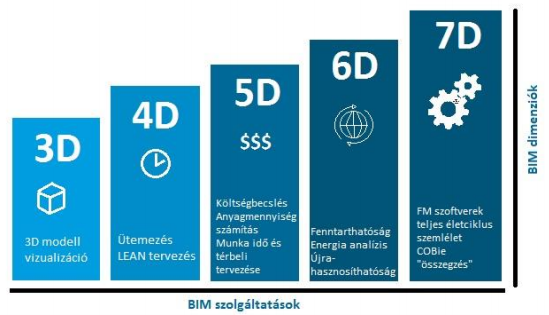 3D
3D modell
vizualizáció
4D
Ütemezés
LEAN tervezés
5D
$$$
Költségbecslés
Anyagmennyiség
számítás
Munka idő és
térbeli
tervezése
6D
Fenntarthatóság
Energia analízis
Újra-
hasznosíthatóság
7D
FM szoftverek
teljes életciklus
szemlélet
COBie
"összegzés"
BIM dimenziók
BIM szolgáltatások